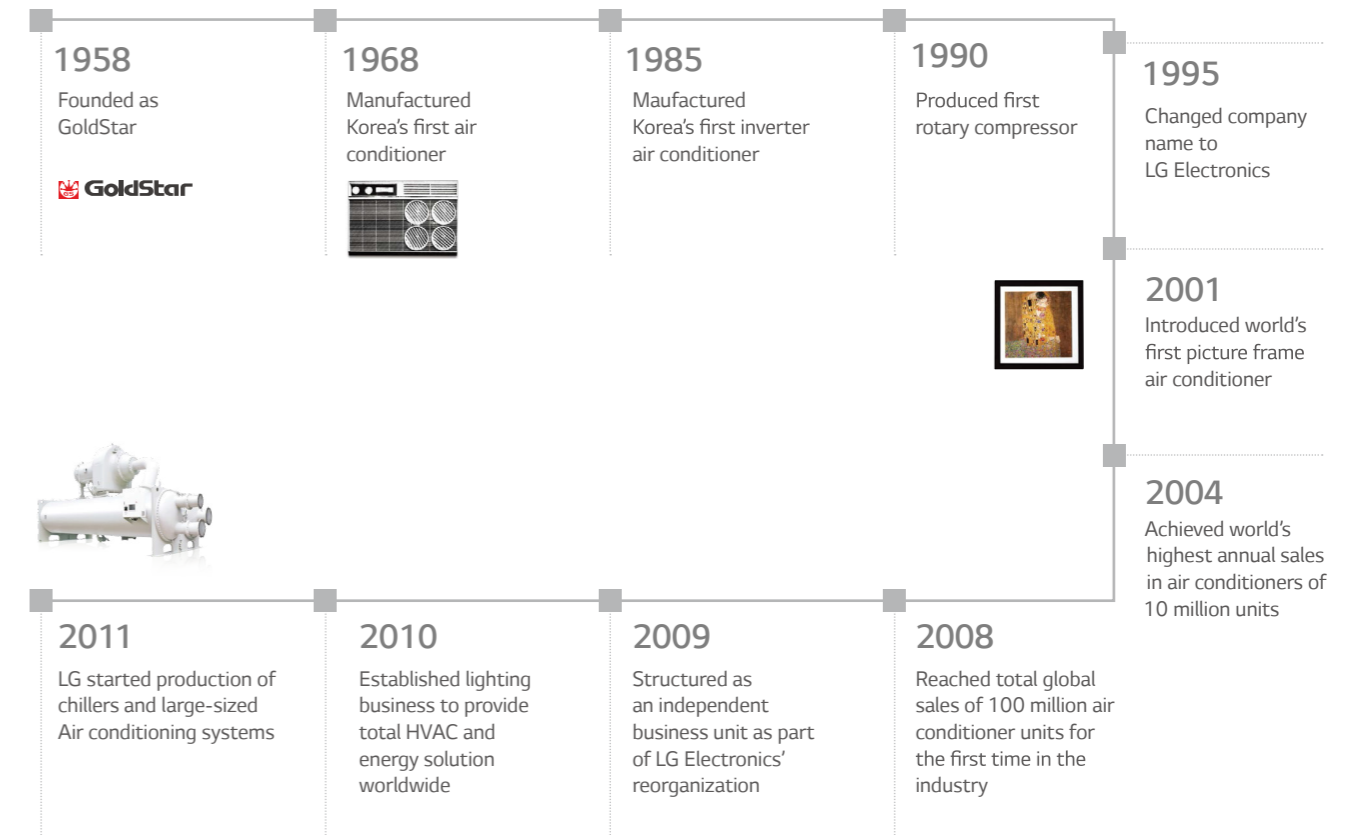 1958
Founded as
GoldStar
GoldStar
1968
Manufactured
Korea's first air
conditioner
1985
Maufactured
Korea's first inverter
air conditioner
1990
Produced first
rotary compressor
1995
Changed company
name to
LG Electronics
2001
Introduced world's
first picture frame
air conditioner
2004
Achieved world's
highest annual sales
in air conditioners of
10 million units
2008
Reached total global
sales of 100 million air
conditioner units for
the first time in the
industry
2009
Structured as
an independent
business unit as part
of LG Electronics'
reorganization
2010
Established lighting
business to provide
total HVAC and
energy solution
worldwide
2011
LG started production of
chillers and large-sized
Air conditioning systems